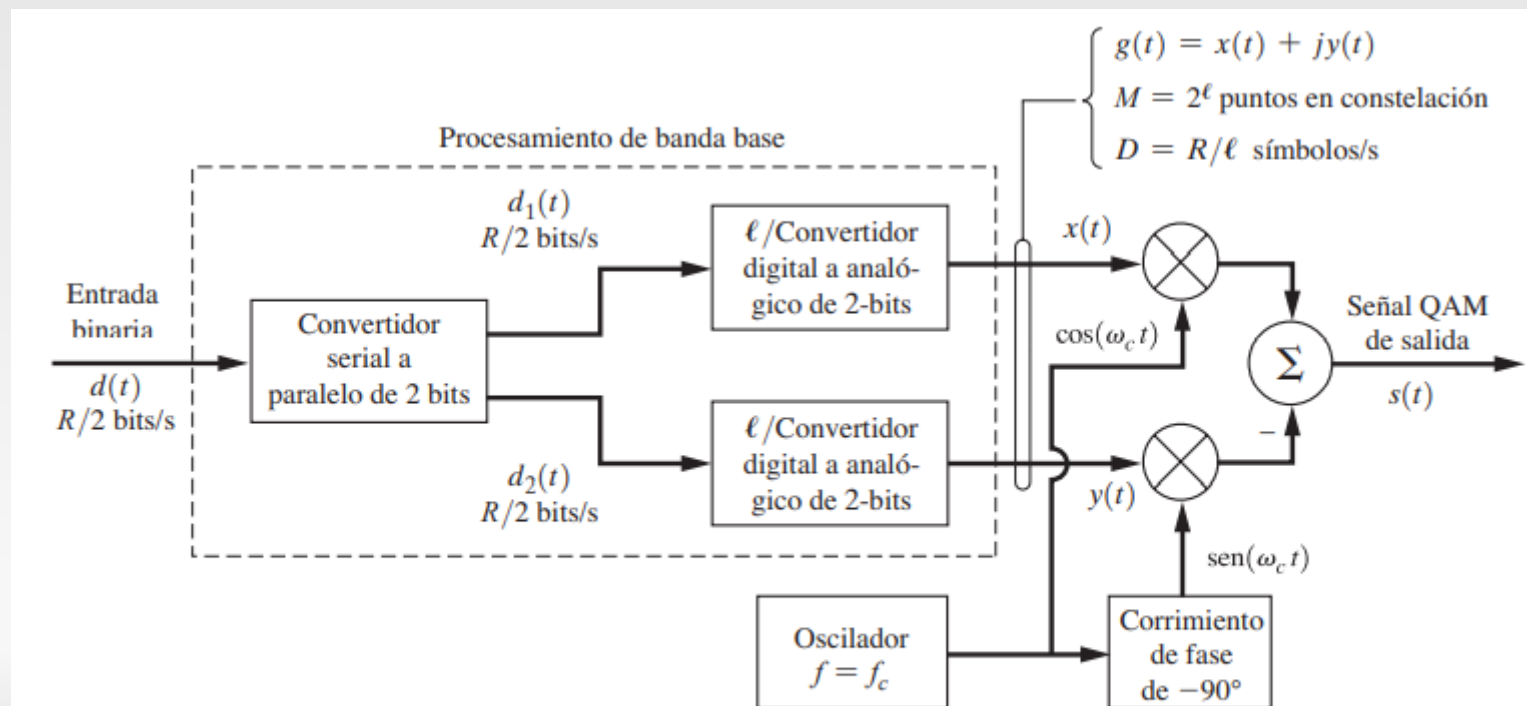 g(t) = x(t) + jy(t)
M = 2^ℓ puntos en constelación
D = R/ℓ símbolos/s
Procesamiento de banda base
d₁(t)
R/2 bits/s
ℓ/Convertidor
digital a analó-
gico de 2-bits
x(t)
Entrada
binaria
d(t)
R/2 bits/s
Convertidor
serial a
paralelo de 2 bits
cos(ω_c t)
Σ
Señal QAM
de salida
s(t)
d₂(t)
R/2 bits/s
ℓ/Convertidor
digital a analó-
gico de 2-bits
y(t)
–
sen(ω_c t)
Oscilador
f = f_c
Corrimiento
de fase
de −90°